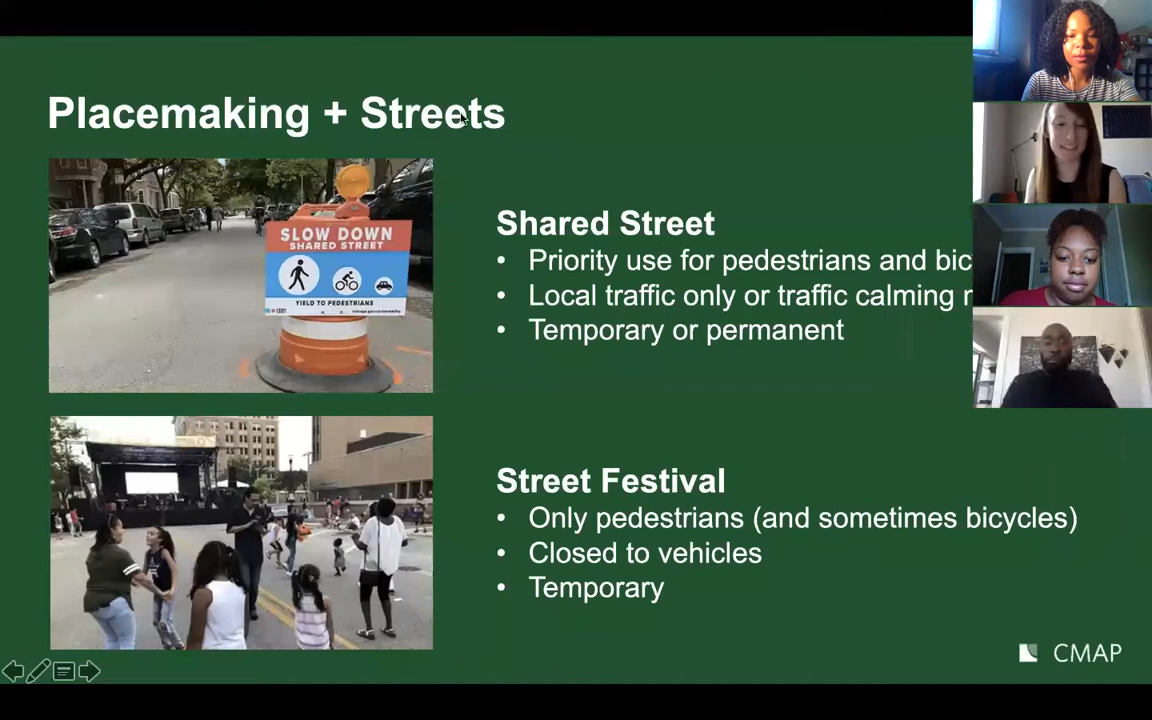 Placemaking + Streets
SLOW DOWN
SHARED STREET
YIELD TO PEDESTRIANS
CDOT
Shared Street
• Priority use for pedestrians and bic
• Local traffic only or traffic calming
• Temporary or permanent
Street Festival
• Only pedestrians (and sometimes bicycles)
• Closed to vehicles
• Temporary
CMAP